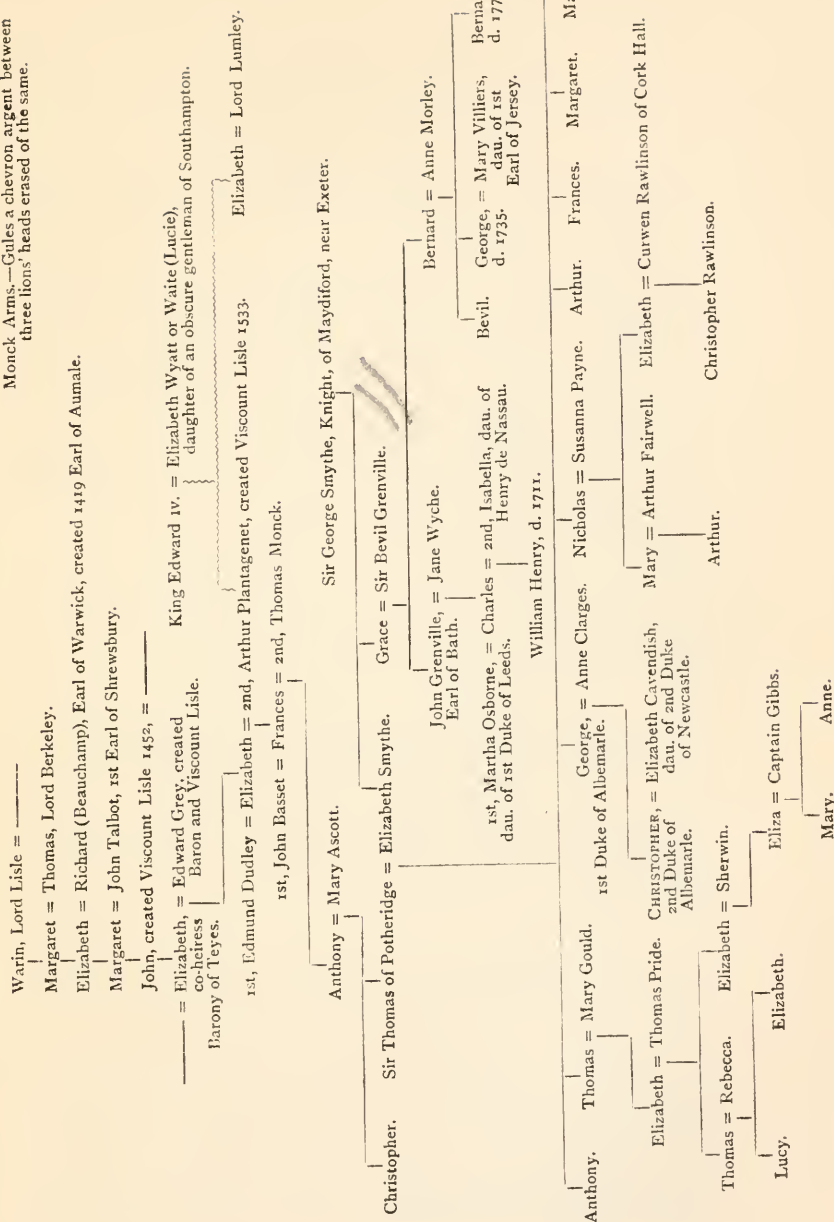 Monck Arms.—Gules a chevron argent between
three lions' heads erased of the same.
Warin, Lord Lisle = ———
Margaret = Thomas, Lord Berkeley.
Elizabeth = Richard (Beauchamp), Earl of Warwick, created 1419 Earl of Aumale.
Margaret = John Talbot, 1st Earl of Shrewsbury.
John, created Viscount Lisle 1452, = ———
——— = Elizabeth, = Edward Grey, created
co-heiress Baron and Viscount Lisle.
Barony of Teyes.
King Edward IV. = Elizabeth Wyatt or Waite (Lucie),
daughter of an obscure gentleman of Southampton.
1st, Edmund Dudley = Elizabeth = 2nd, Arthur Plantagenet, created Viscount Lisle 1533.
Elizabeth = Lord Lumley.
1st, John Basset = Frances = 2nd, Thomas Monck.
Anthony = Mary Ascott.
Sir George Smythe, Knight, of Maydiford, near Exeter.
Christopher.
Sir Thomas of Potheridge = Elizabeth Smythe.
Grace = Sir Bevil Grenville.
John Grenville, = Jane Wyche.
Earl of Bath.
Bernard = Anne Morley.
1st, Martha Osborne, = Charles = 2nd, Isabella, dau. of
dau. of 1st Duke of Leeds. Henry de Nassau.
Bevil.
George, = Mary Villiers,
d. 1735. dau. of 1st
Earl of Jersey.
William Henry, d. 1711.
Anthony.
Thomas = Mary Gould.
George, = Anne Clarges.
1st Duke of Albemarle.
Nicholas = Susanna Payne.
Arthur.
Frances.
Margaret.
Elizabeth = Thomas Pride.
CHRISTOPHER, = Elizabeth Cavendish,
2nd Duke of dau. of 2nd Duke
Albemarle. of Newcastle.
Mary = Arthur Fairwell.
Elizabeth = Curwen Rawlinson of Cork Hall.
Thomas = Rebecca.
Elizabeth = Sherwin.
Arthur.
Christopher Rawlinson.
Lucy.
Elizabeth.
Eliza = Captain Gibbs.
Mary.
Anne.